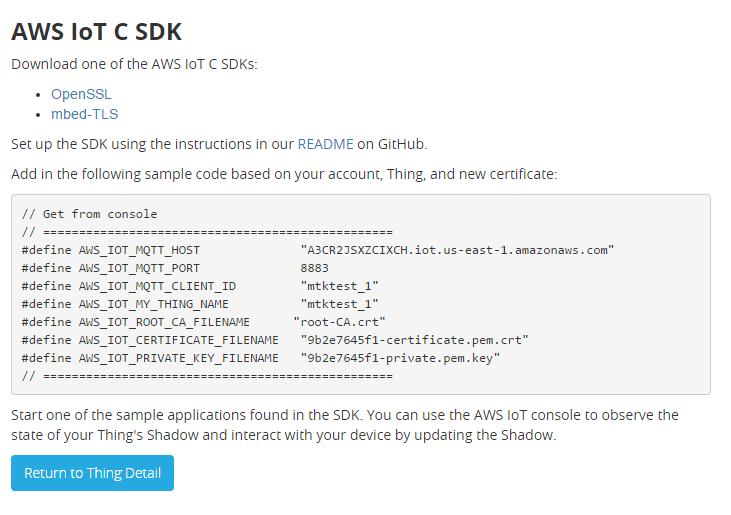 AWS IoT C SDK
Download one of the AWS IoT C SDKs:
• OpenSSL
• mbed-TLS
Set up the SDK using the instructions in our README on GitHub.
Add in the following sample code based on your account, Thing, and new certificate:
// Get from console
// =================================================
#define AWS_IOT_MQTT_HOST              "A3CR2JSXZCIXCH.iot.us-east-1.amazonaws.com"
#define AWS_IOT_MQTT_PORT              8883
#define AWS_IOT_MQTT_CLIENT_ID         "mtktest_1"
#define AWS_IOT_MY_THING_NAME          "mtktest_1"
#define AWS_IOT_ROOT_CA_FILENAME      "root-CA.crt"
#define AWS_IOT_CERTIFICATE_FILENAME   "9b2e7645f1-certificate.pem.crt"
#define AWS_IOT_PRIVATE_KEY_FILENAME   "9b2e7645f1-private.pem.key"
// =================================================
Start one of the sample applications found in the SDK. You can use the AWS IoT console to observe the
state of your Thing's Shadow and interact with your device by updating the Shadow.
Return to Thing Detail